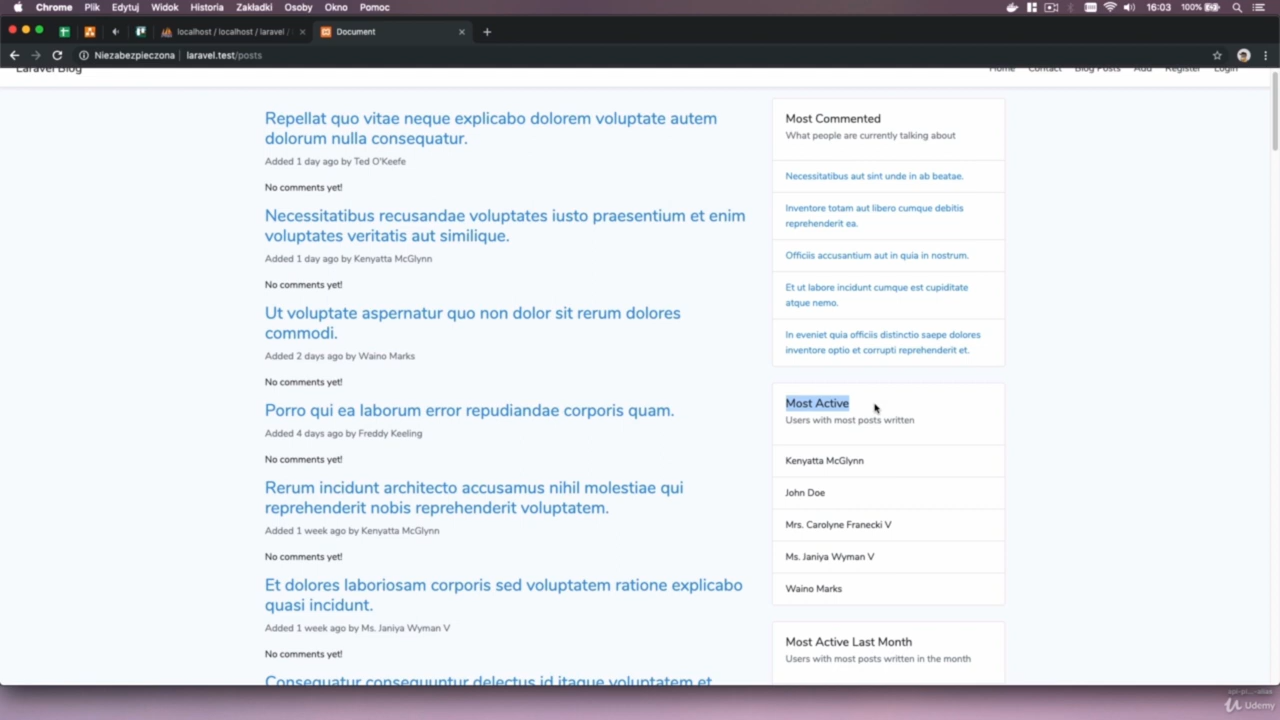 Chrome Plik Edytuj Widok Historia Zakładki Osoby Okno Pomoc 16:03 100%
localhost / localhost / laravel / Document
Niezabezpieczona laravel.test/posts
Laravel Blog Home Contact Blog Posts Add Register Login
Repellat quo vitae neque explicabo dolorem voluptate autem
dolorum nulla consequatur.
Added 1 day ago by Ted O'Keefe
No comments yet!
Necessitatibus recusandae voluptates iusto praesentium et enim
voluptates veritatis aut similique.
Added 1 day ago by Kenyatta McGlynn
No comments yet!
Ut voluptate aspernatur quo non dolor sit rerum dolores
commodi.
Added 2 days ago by Waino Marks
No comments yet!
Porro qui ea laborum error repudiandae corporis quam.
Added 4 days ago by Freddy Keeling
No comments yet!
Rerum incidunt architecto accusamus nihil molestiae qui
reprehenderit nobis reprehenderit voluptatem.
Added 1 week ago by Kenyatta McGlynn
No comments yet!
Et dolores laboriosam corporis sed voluptatem ratione explicabo
quasi incidunt.
Added 1 week ago by Ms. Janiya Wyman V
No comments yet!
Consequatur consequuntur delectus id itaque voluptatem et
Most Commented
What people are currently talking about
Necessitatibus aut sint unde in ab beatae.
Inventore totam aut libero cumque debitis
reprehenderit ea.
Officiis accusantium aut in quia in nostrum.
Et ut labore incidunt cumque est cupiditate
atque nemo.
In eveniet quia officiis distinctio saepe dolores
inventore optio et corrupti reprehenderit et.
Most Active
Users with most posts written
Kenyatta McGlynn
John Doe
Mrs. Carolyne Franecki V
Ms. Janiya Wyman V
Waino Marks
Most Active Last Month
Users with most posts written in the month
Udemy